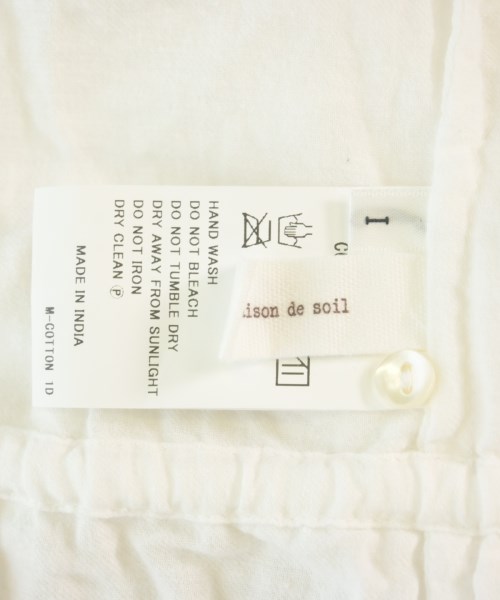 HAND WASH
DO NOT BLEACH
DO NOT TUMBLE DRY
DRY AWAY FROM SUNLIGHT
DO NOT IRON
DRY CLEAN Ⓟ
MADE IN INDIA
M-COTTON 1D
de soil
I